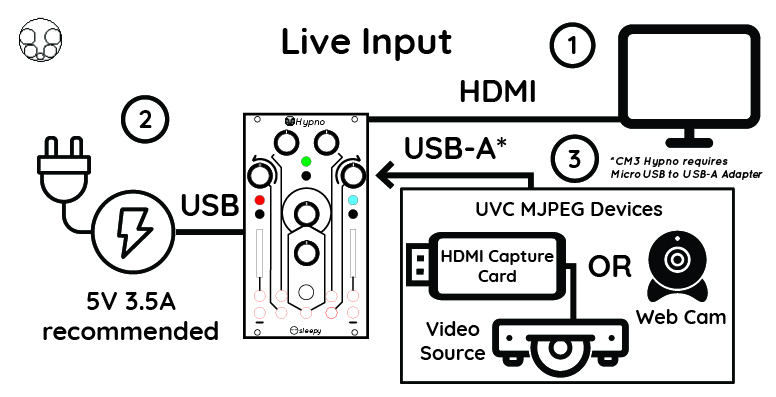 Live Input
1
HDMI
2
Hypno
USB-A*
3
*CM3 Hypno requires
Micro USB to USB-A Adapter
USB
UVC MJPEG Devices
HDMI Capture
Card
OR
Web Cam
5V 3.5A
recommended
Video
Source
sleepy